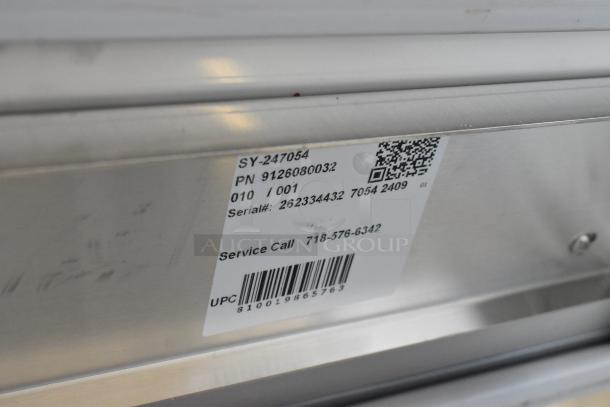 SY-247054
PN 9126080032
010 / 001
Serial#: 262334432 7054 2409
01
Service Call 718-576-6342
AUCTION GROUP
UPC
810019865763